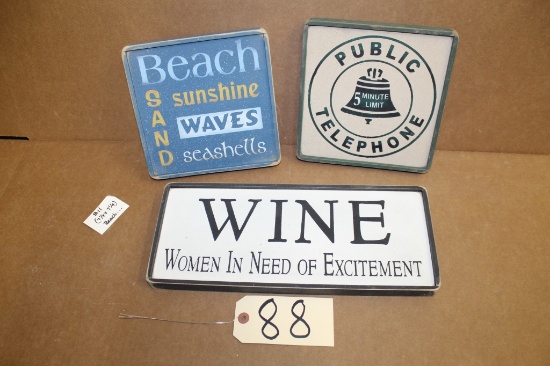 Beach
SAND
sunshine
WAVES
seashells
PUBLIC
5 MINUTE
LIMIT
TELEPHONE
WINE
WOMEN IN NEED OF EXCITEMENT
88